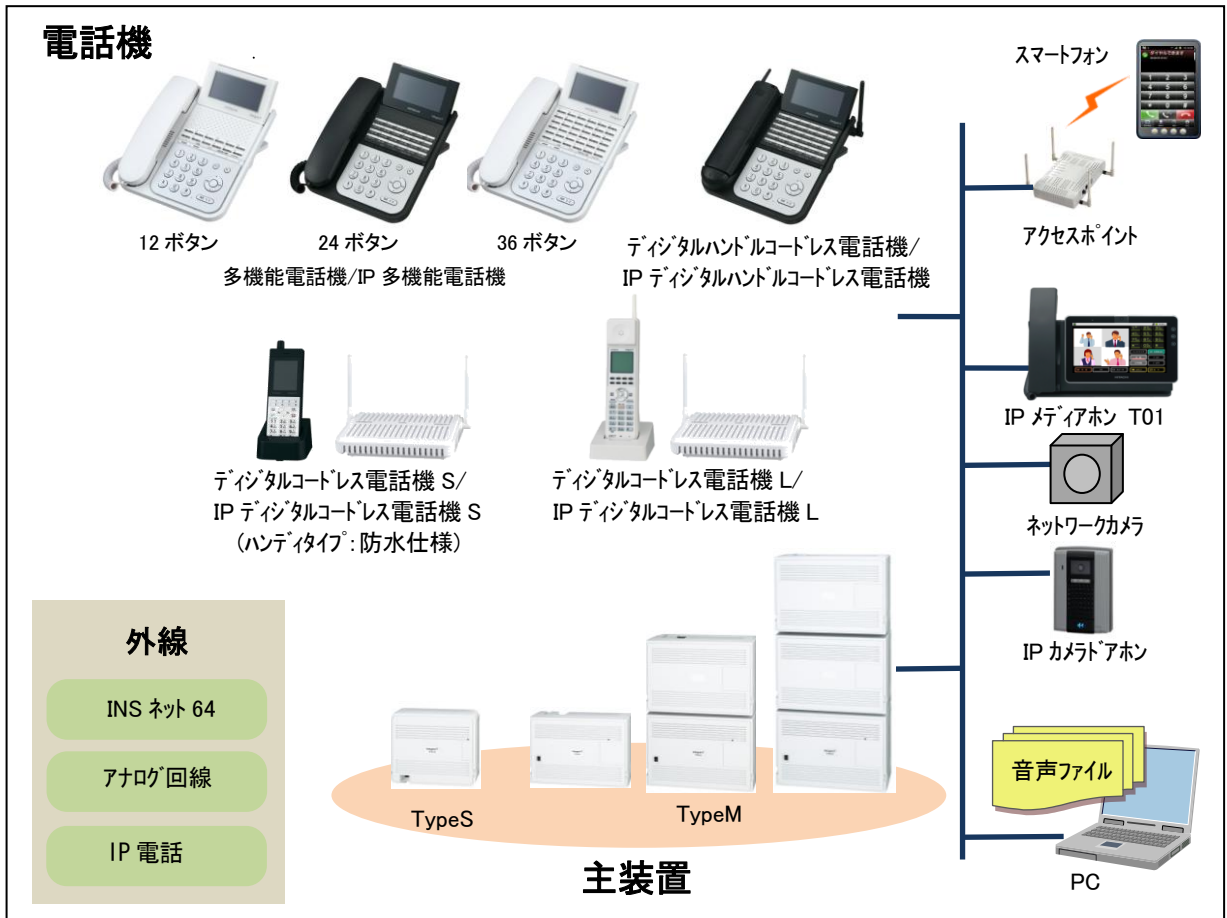 電話機
スマートフォン
12 ボタン
24 ボタン
36 ボタン
多機能電話機/IP 多機能電話機
ディジタルハンドルコードレス電話機/
IP ディジタルハンドルコードレス電話機
アクセスポイント
IP メディアホン T01
ディジタルコードレス電話機 S/
IP ディジタルコードレス電話機 S
(ハンディタイプ:防水仕様)
ディジタルコードレス電話機 L/
IP ディジタルコードレス電話機 L
ネットワークカメラ
IP カメラドアホン
外線
INS ネット 64
アナログ回線
IP 電話
TypeS
TypeM
主装置
音声ファイル
PC